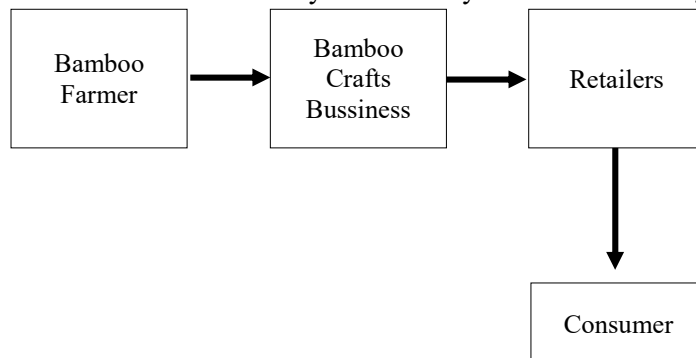 Bamboo
Farmer
Bamboo
Crafts
Bussiness
Retailers
Consumer